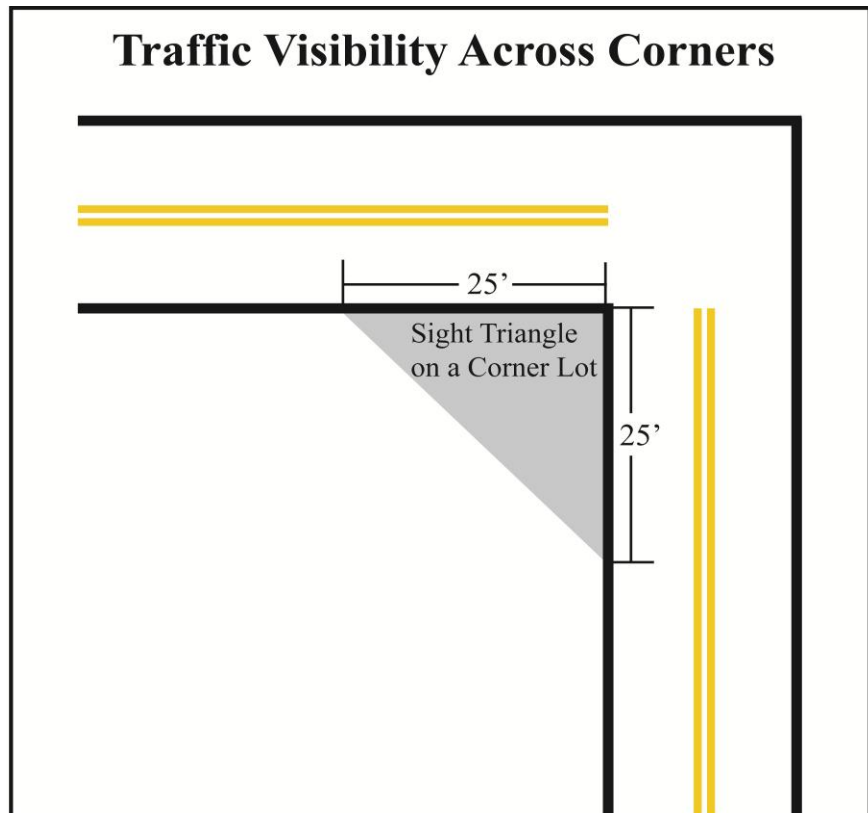 Traffic Visibility Across Corners
25’
Sight Triangle
on a Corner Lot
25’